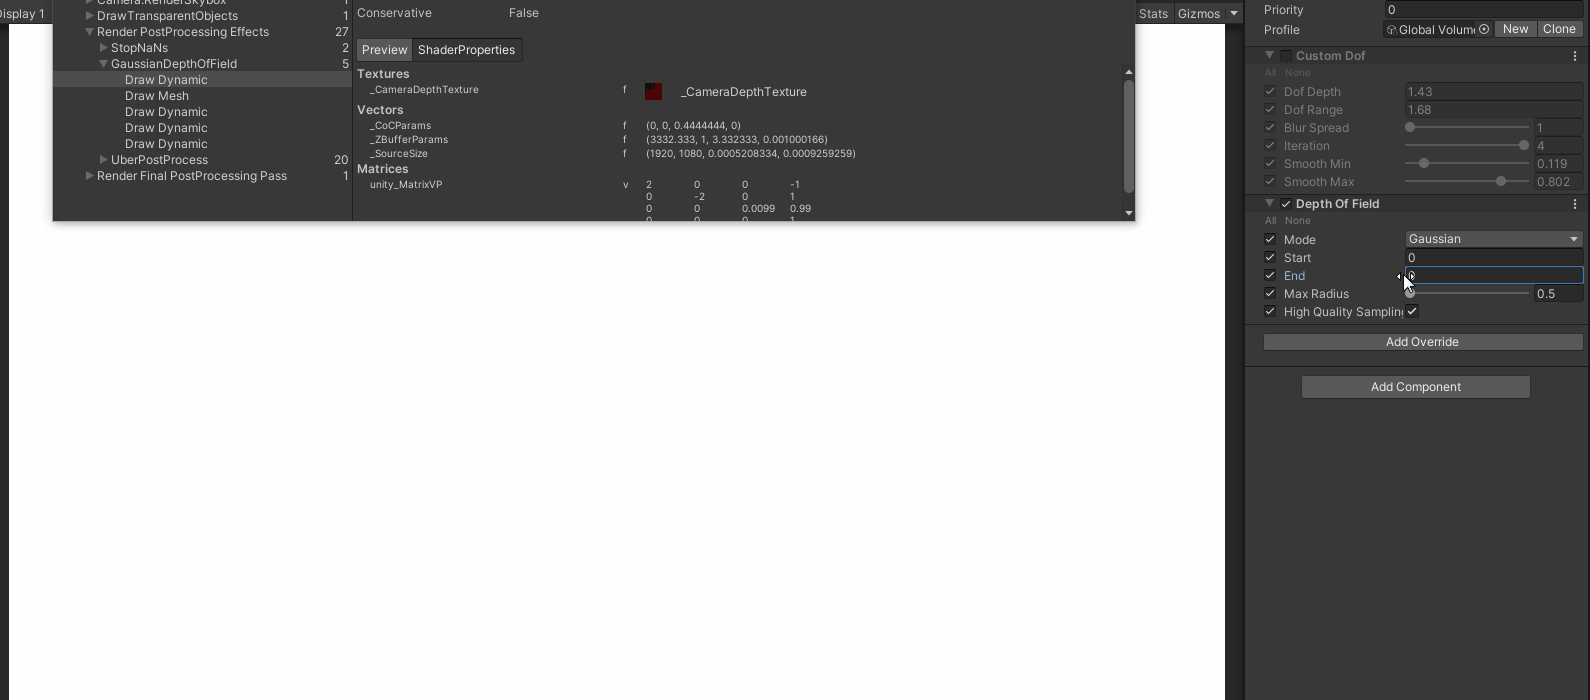 Display 1
Camera.RenderSkybox 1
DrawTransparentObjects 1
Render PostProcessing Effects 27
StopNaNs 2
GaussianDepthOfField 5
Draw Dynamic
Draw Mesh
Draw Dynamic
Draw Dynamic
Draw Dynamic
UberPostProcess 20
Render Final PostProcessing Pass 1
Conservative False
Preview ShaderProperties
Textures
_CameraDepthTexture f _CameraDepthTexture
Vectors
_CoCParams f (0, 0, 0.4444444, 0)
_ZBufferParams f (3332.333, 1, 3.332333, 0.001000166)
_SourceSize f (1920, 1080, 0.0005208334, 0.0009259259)
Matrices
unity_MatrixVP v 2 0 0 -1
0 -2 0 1
0 0 0.0099 0.99
0 0 0 1
Stats Gizmos
Priority 0
Profile Global Volume New Clone
Custom Dof
All None
Dof Depth 1.43
Dof Range 1.68
Blur Spread 1
Iteration 4
Smooth Min 0.119
Smooth Max 0.802
Depth Of Field
All None
Mode Gaussian
Start 0
End
Max Radius 0.5
High Quality Sampling
Add Override
Add Component